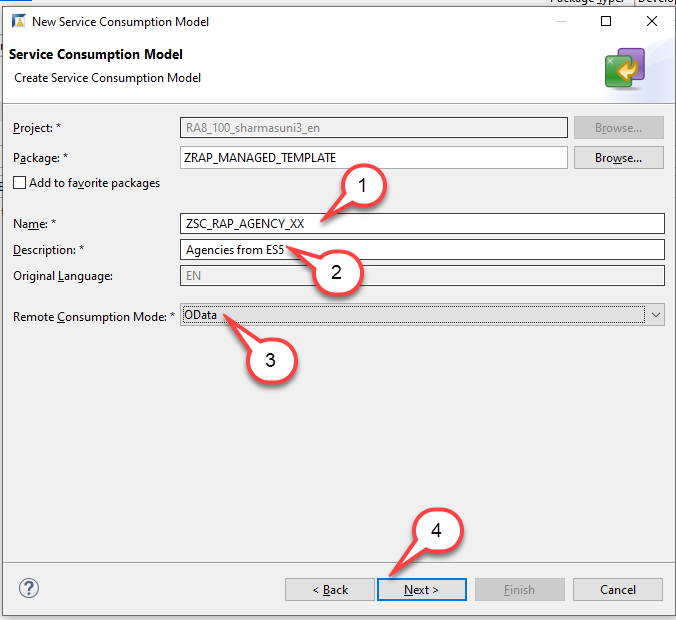 New Service Consumption Model
Service Consumption Model
Create Service Consumption Model
Project: * RA8_100_sharmasuni3_en Browse...
Package: * ZRAP_MANAGED_TEMPLATE Browse...
Add to favorite packages
1
Name: * ZSC_RAP_AGENCY_XX
Description: * Agencies from ES5
2
Original Language: EN
Remote Consumption Mode: * OData
3
4
? < Back Next > Finish Cancel